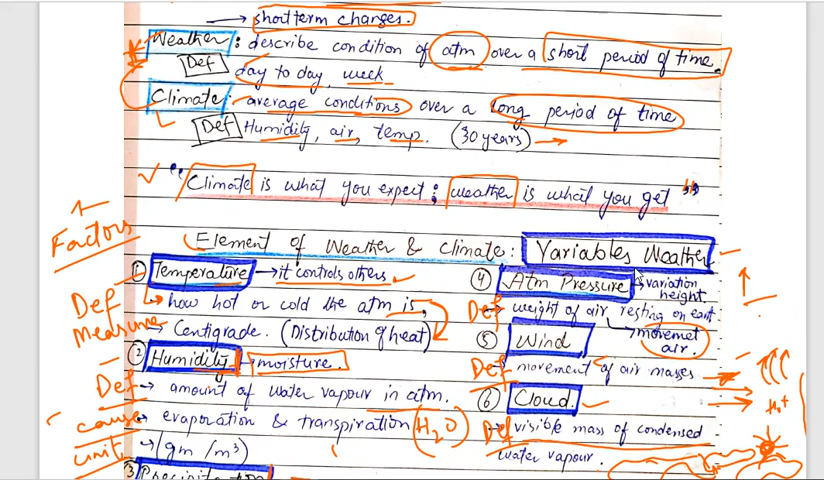 → short term changes.
Weather : describe condition of atm over a short period of time.
Def day to day, week
Climate : average conditions over a long period of time
Def Humidity, air, temp. (30 years) →
"Climate is what you expect : weather is what you get"
Factors
Element of Weather & Climate : Variables Weather
① Temperature → it controls others.
Def → how hot or cold the atm is,
Measure → Centigrade. (Distribution of heat)
② Humidity → moisture.
Def → amount of water vapour in atm.
cause → evaporation & transpiration (H₂O)
unit → (gm/m³)
③
④ Atm Pressure → variation
height.
Def → weight of air resting on eart
→ movemet
air.
⑤ Wind
Def movement of air masses
⑥ Cloud.
Def → visible mass of condensed
water vapour.